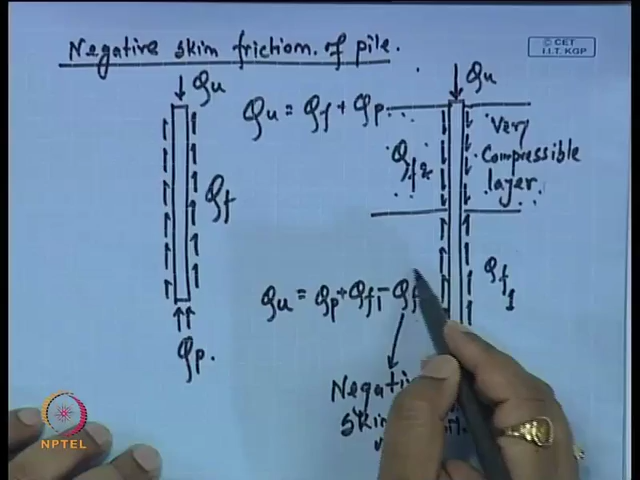 Negative skin friction. of pile.
© CET
I.I.T. KGP
Qu
Qu = Qf + Qp
Qu
Very
Compressible
layer.
Qf2
Qf
Qf1
Qu = Qp + Qf1 - Qf
Qp.
Negati
skin
NPTEL